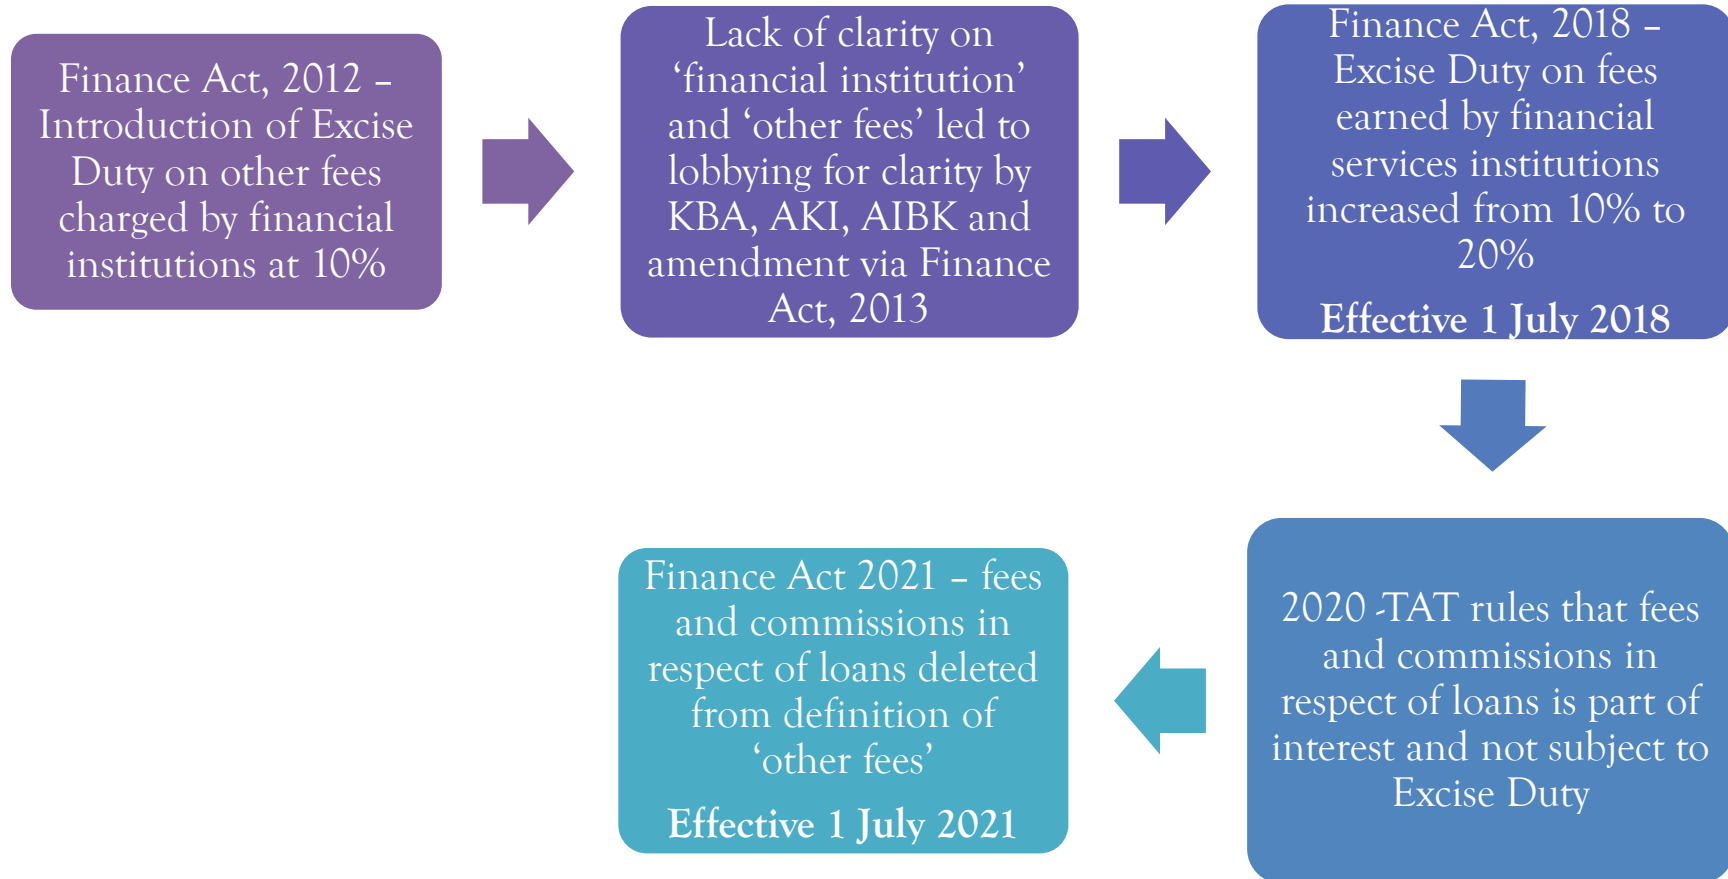 Finance Act, 2012 –
Introduction of Excise
Duty on other fees
charged by financial
institutions at 10%
Lack of clarity on
‘financial institution’
and ‘other fees’ led to
lobbying for clarity by
KBA, AKI, AIBK and
amendment via Finance
Act, 2013
Finance Act, 2018 –
Excise Duty on fees
earned by financial
services institutions
increased from 10% to
20%
Effective 1 July 2018
2020 -TAT rules that fees
and commissions in
respect of loans is part of
interest and not subject to
Excise Duty
Finance Act 2021 – fees
and commissions in
respect of loans deleted
from definition of
‘other fees’
Effective 1 July 2021